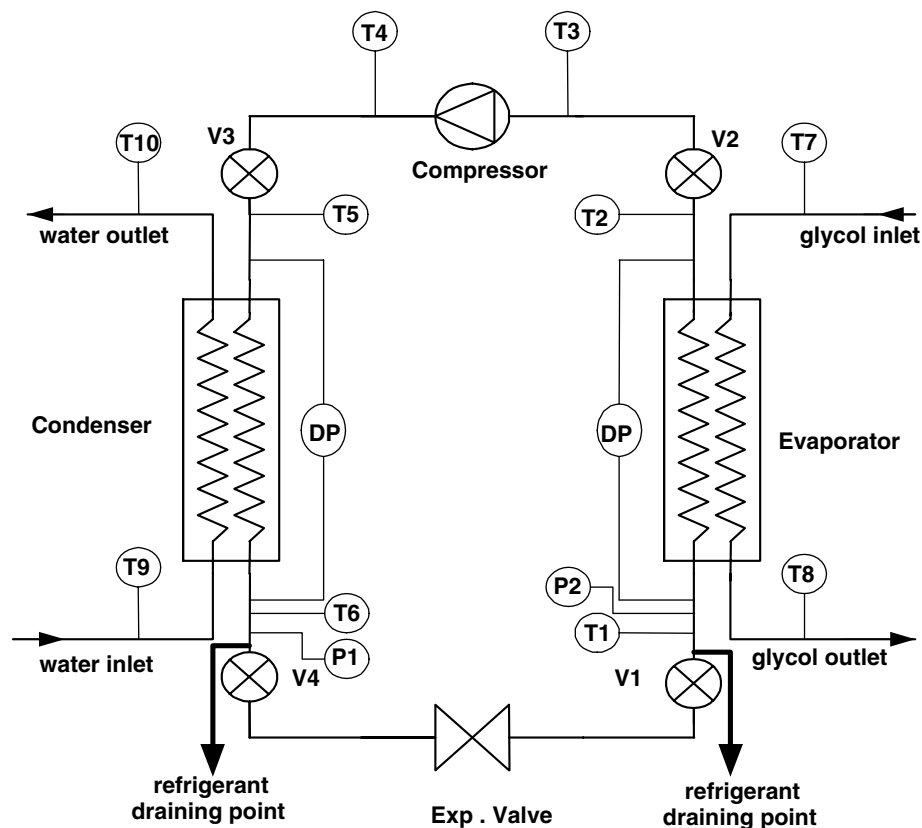 T4
T3
T10
V3
V2
T7
Compressor
T5
T2
water outlet
glycol inlet
Condenser
DP
DP
Evaporator
T9
T8
P2
T6
T1
water inlet
P1
V4
V1
glycol outlet
refrigerant
draining point
Exp . Valve
refrigerant
draining point